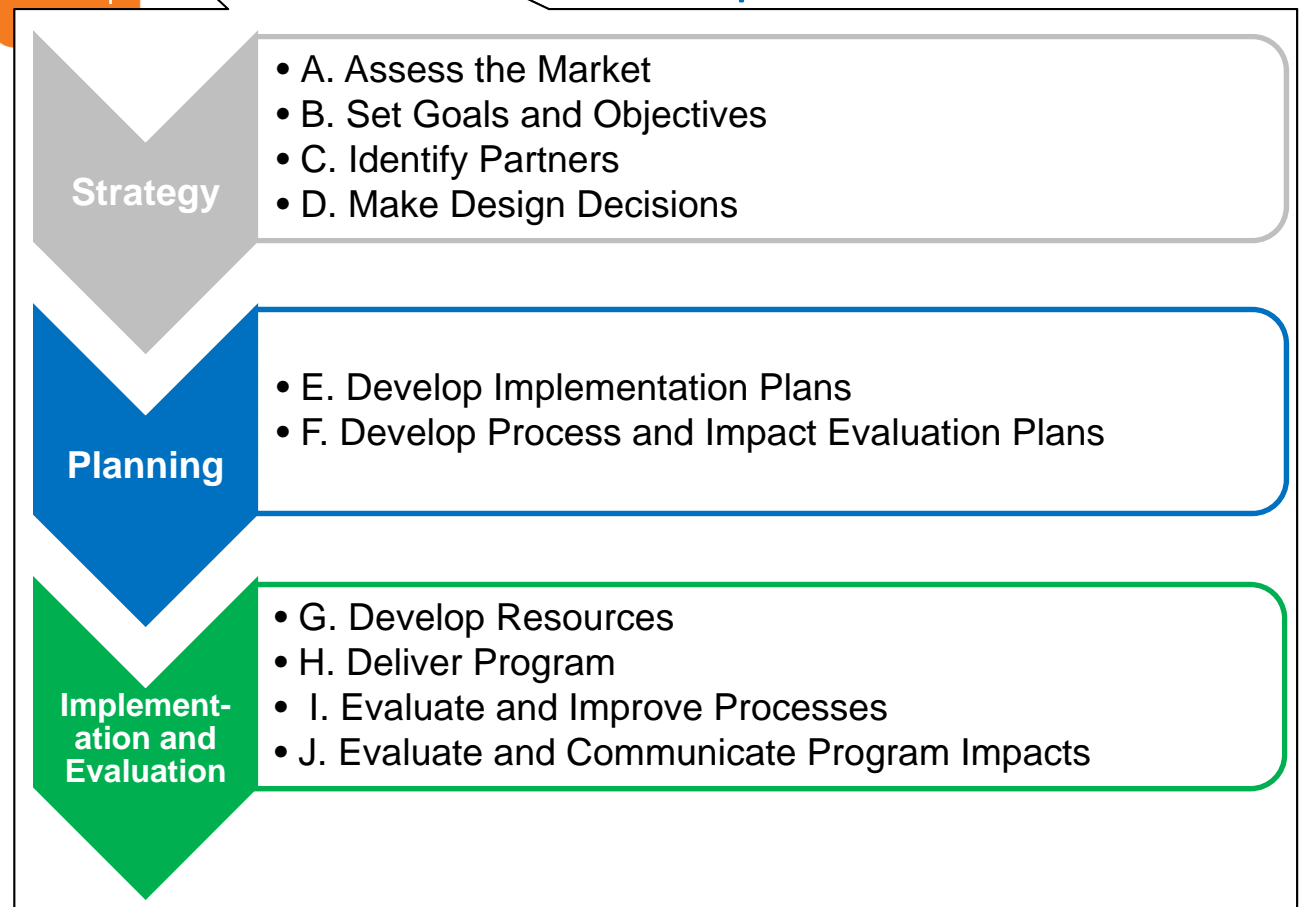 Strategy
• A. Assess the Market
• B. Set Goals and Objectives
• C. Identify Partners
• D. Make Design Decisions
Planning
• E. Develop Implementation Plans
• F. Develop Process and Impact Evaluation Plans
Implement-
ation and
Evaluation
• G. Develop Resources
• H. Deliver Program
• I. Evaluate and Improve Processes
• J. Evaluate and Communicate Program Impacts